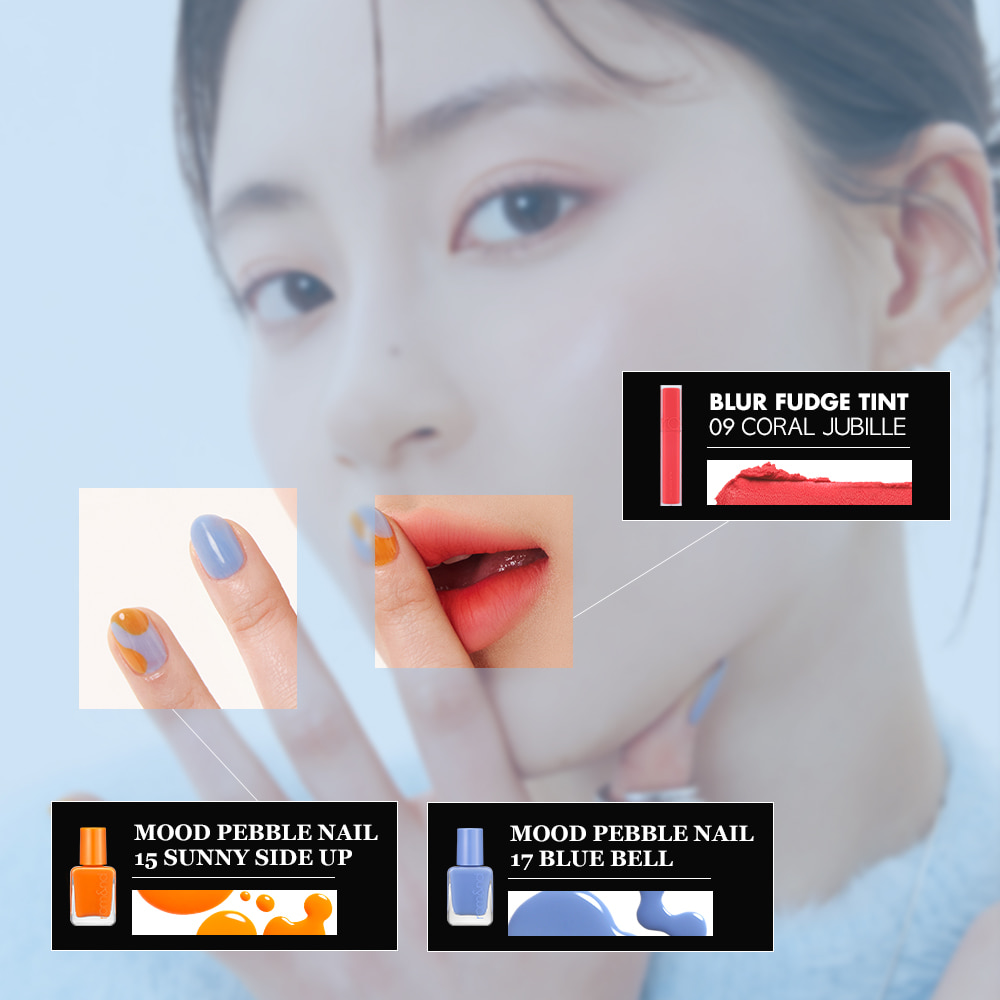 BLUR FUDGE TINT
09 CORAL JUBILLE
MOOD PEBBLE NAIL
15 SUNNY SIDE UP
MOOD PEBBLE NAIL
17 BLUE BELL